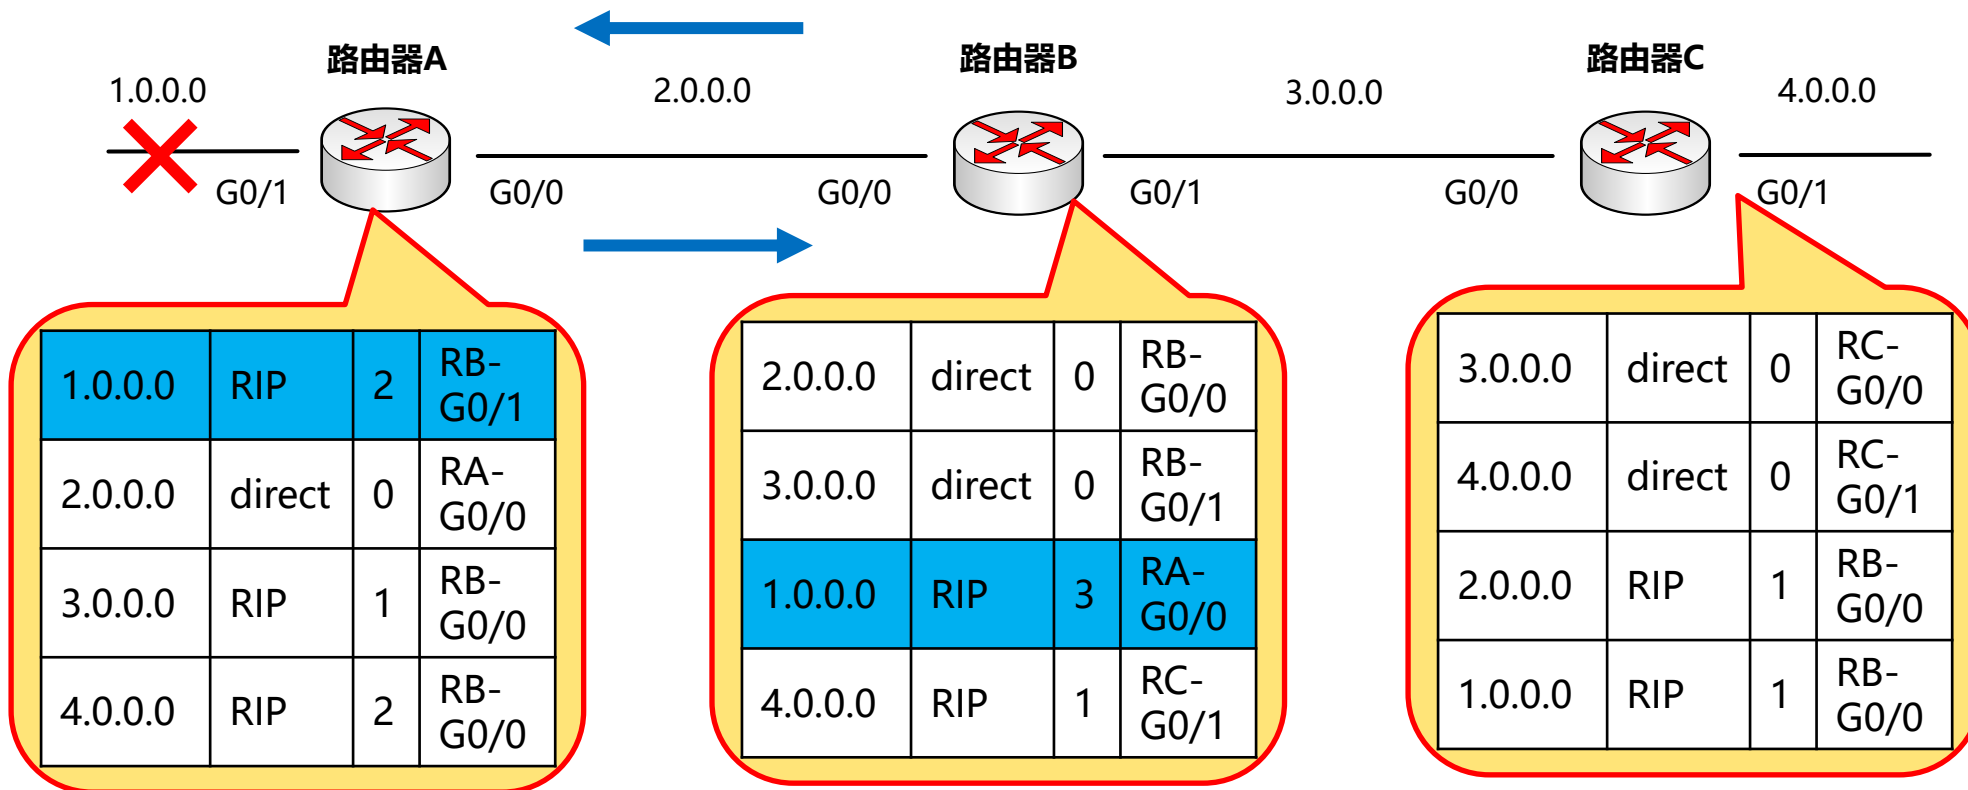 路由器A
路由器B
路由器C
1.0.0.0
2.0.0.0
3.0.0.0
4.0.0.0
G0/1
G0/0
G0/0
G0/1
G0/0
G0/1
1.0.0.0 RIP 2 RB-
G0/1
2.0.0.0 direct 0 RA-
G0/0
3.0.0.0 RIP 1 RB-
G0/0
4.0.0.0 RIP 2 RB-
G0/0
2.0.0.0 direct 0 RB-
G0/0
3.0.0.0 direct 0 RB-
G0/1
1.0.0.0 RIP 3 RA-
G0/0
4.0.0.0 RIP 1 RC-
G0/1
3.0.0.0 direct 0 RC-
G0/0
4.0.0.0 direct 0 RC-
G0/1
2.0.0.0 RIP 1 RB-
G0/0
1.0.0.0 RIP 1 RB-
G0/0